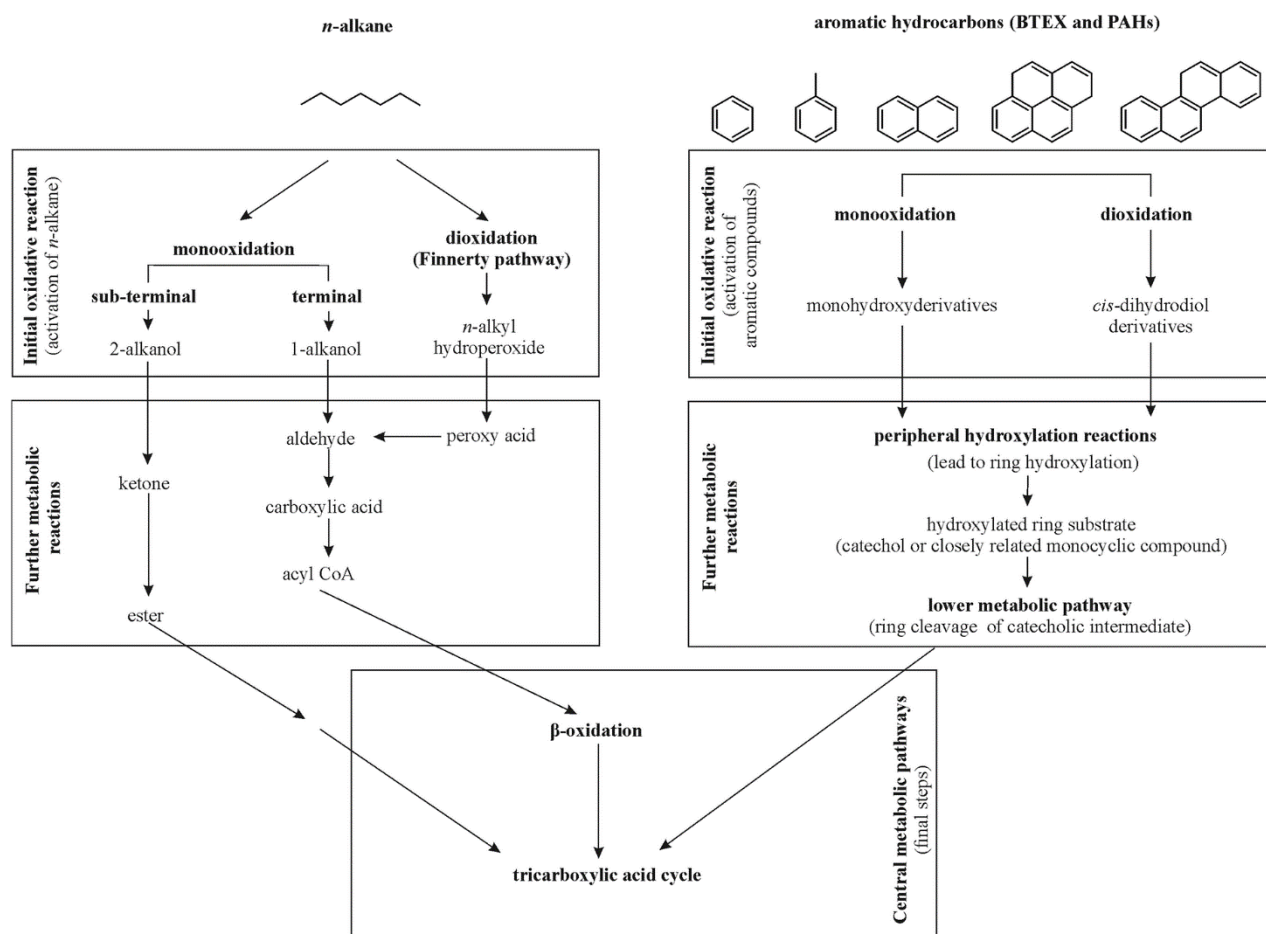 n-alkane
aromatic hydrocarbons (BTEX and PAHs)
Initial oxidative reaction
(activation of n-alkane)
monooxidation
dioxidation
(Finnerty pathway)
sub-terminal
terminal
2-alkanol
1-alkanol
n-alkyl
hydroperoxide
Initial oxidative reaction
(activation of
aromatic compounds)
monooxidation
dioxidation
monohydroxyderivatives
cis-dihydrodiol
derivatives
Further metabolic
reactions
aldehyde
peroxy acid
ketone
carboxylic acid
acyl CoA
ester
Further metabolic
reactions
peripheral hydroxylation reactions
(lead to ring hydroxylation)
hydroxylated ring substrate
(catechol or closely related monocyclic compound)
lower metabolic pathway
(ring cleavage of catecholic intermediate)
β-oxidation
tricarboxylic acid cycle
Central metabolic pathways
(final steps)